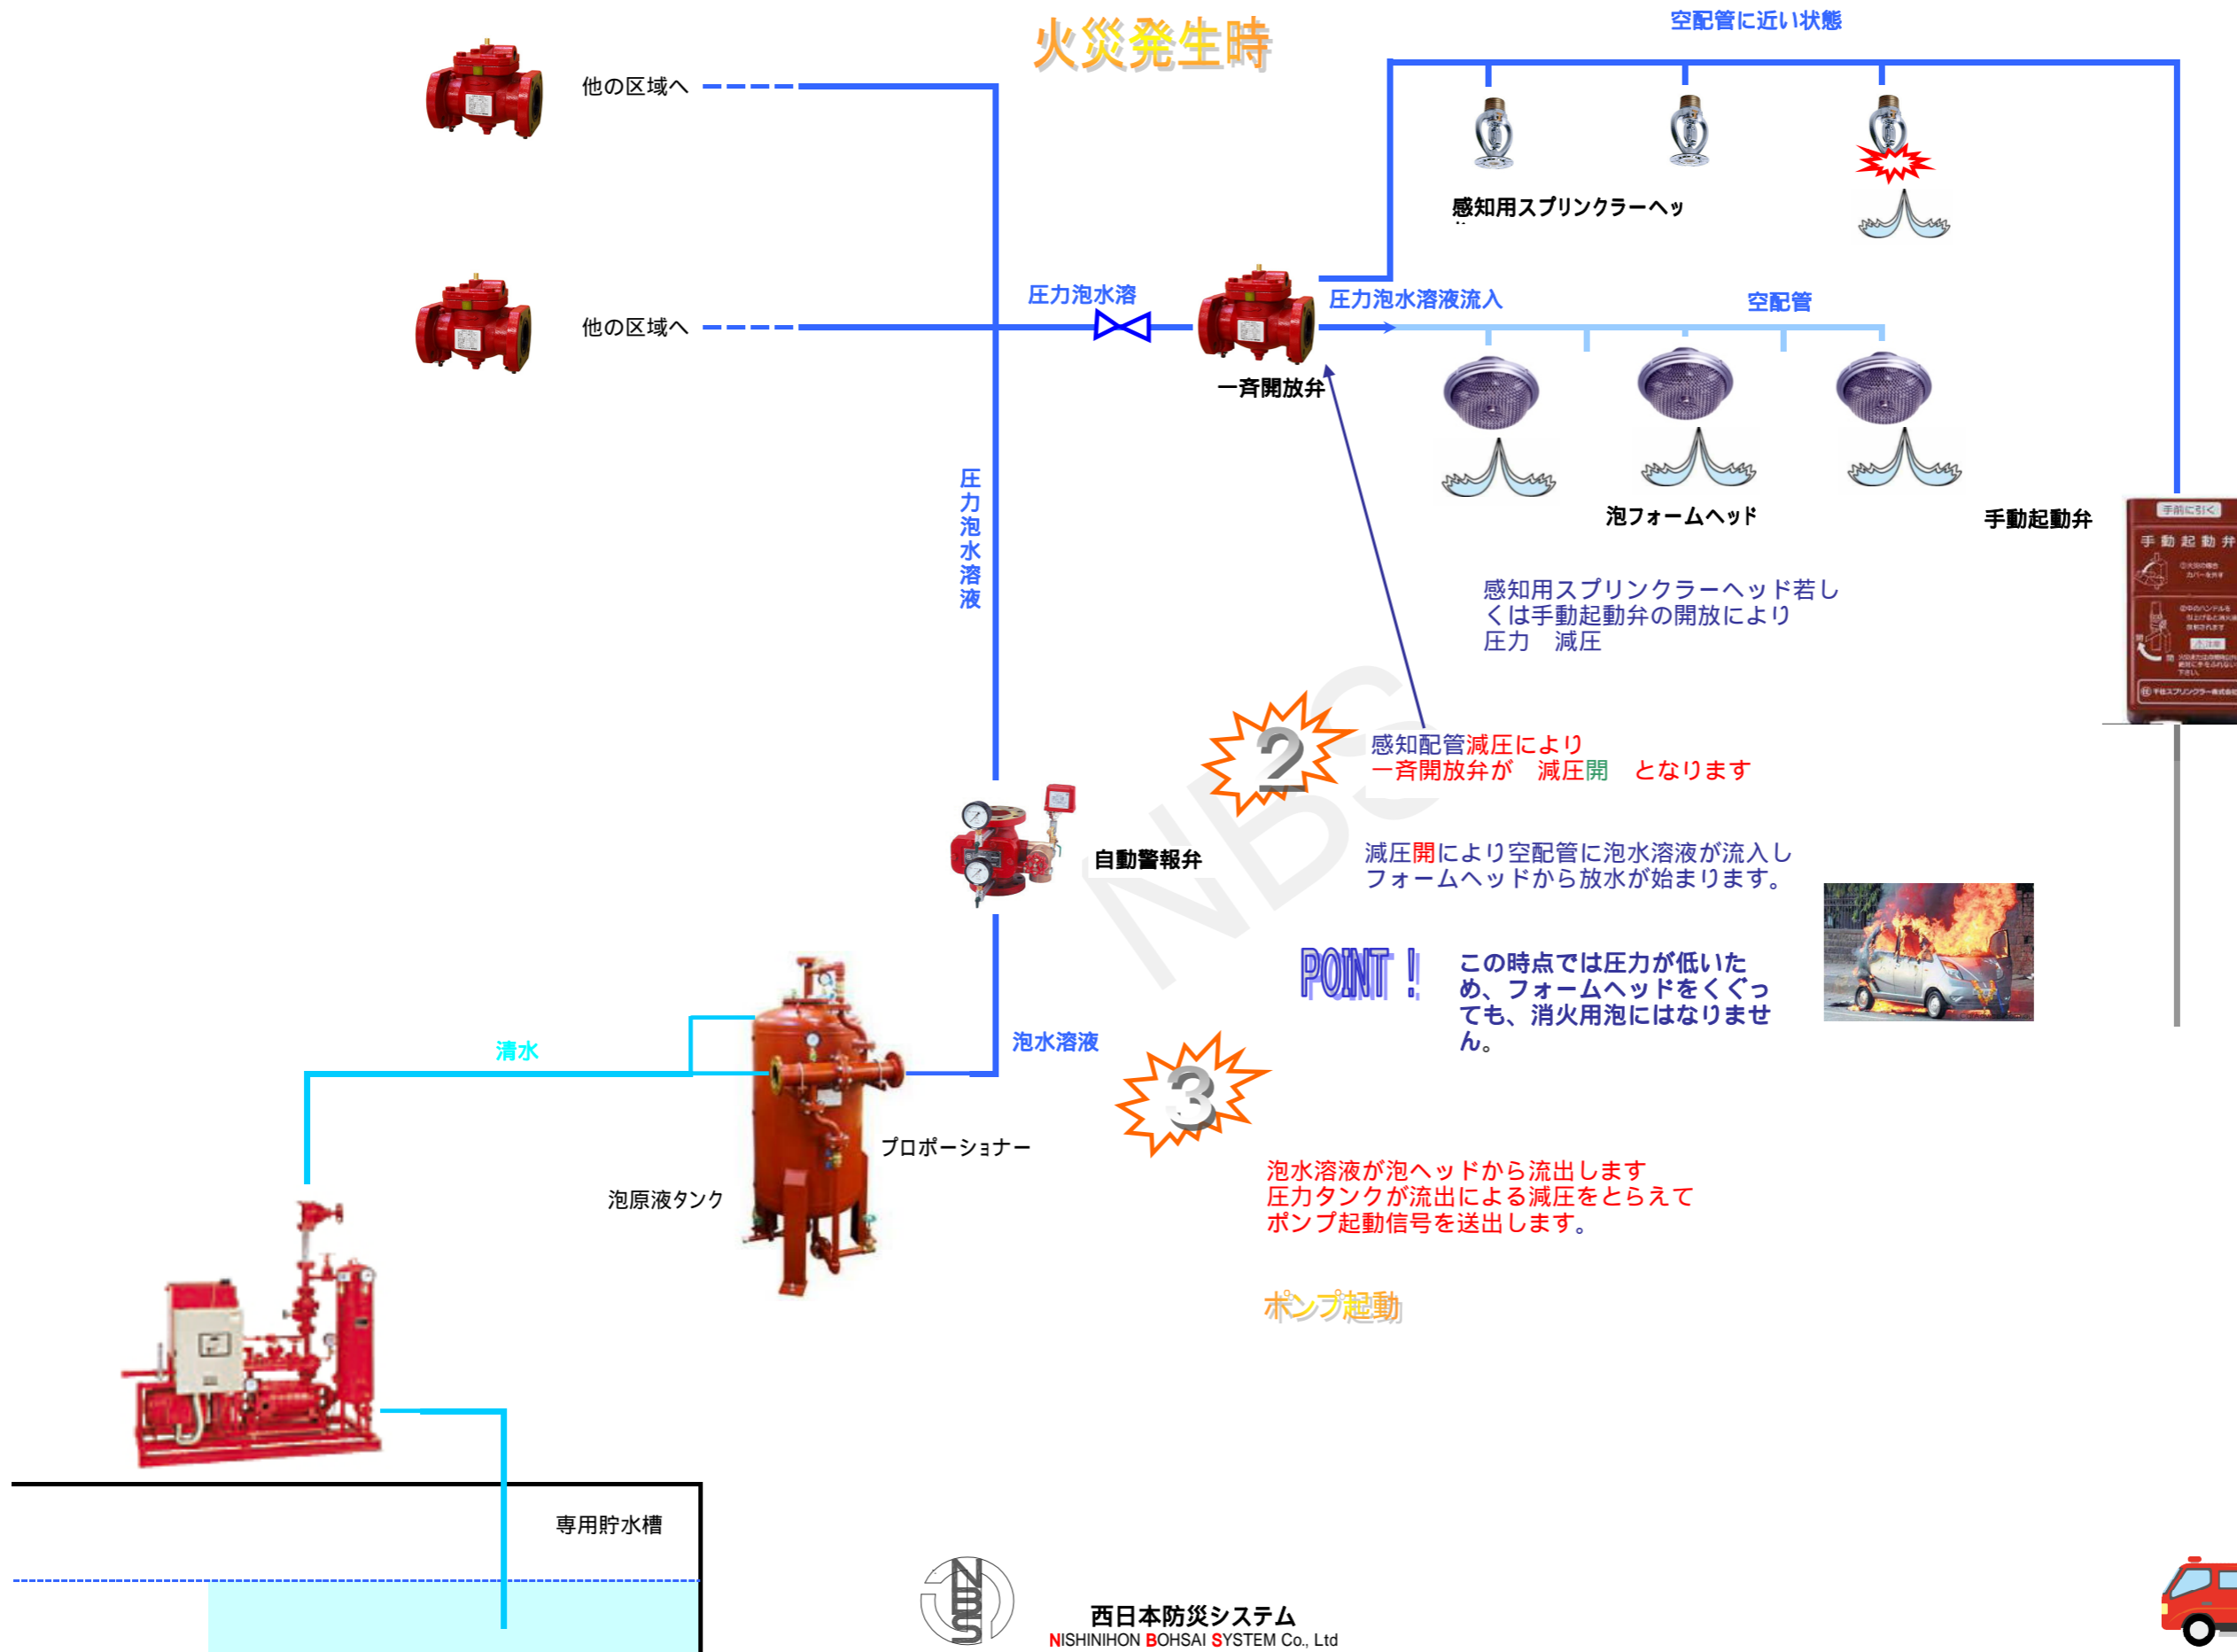 火災発生時
空配管に近い状態
他の区域へ
感知用スプリンクラーヘッ
他の区域へ
圧力泡水溶
圧力泡水溶液流入
空配管
一斉開放弁
圧力泡水溶液
泡フォームヘッド
手動起動弁
手前に引く
手動起動弁
感知用スプリンクラーヘッド若し
くは手動起動弁の開放により
圧力　減圧
NBS
2
感知配管減圧により
一斉開放弁が　減圧開　となります
自動警報弁
減圧開により空配管に泡水溶液が流入し
フォームヘッドから放水が始まります。
POINT！
この時点では圧力が低いた
め、フォームヘッドをくぐっ
ても、消火用泡にはなりませ
ん。
清水
泡水溶液
3
プロポーショナー
泡原液タンク
泡水溶液が泡ヘッドから流出します
圧力タンクが流出による減圧をとらえて
ポンプ起動信号を送出します。
ポンプ起動
専用貯水槽
NBS
西日本防災システム
NISHINIHON BOHSAI SYSTEM Co., Ltd